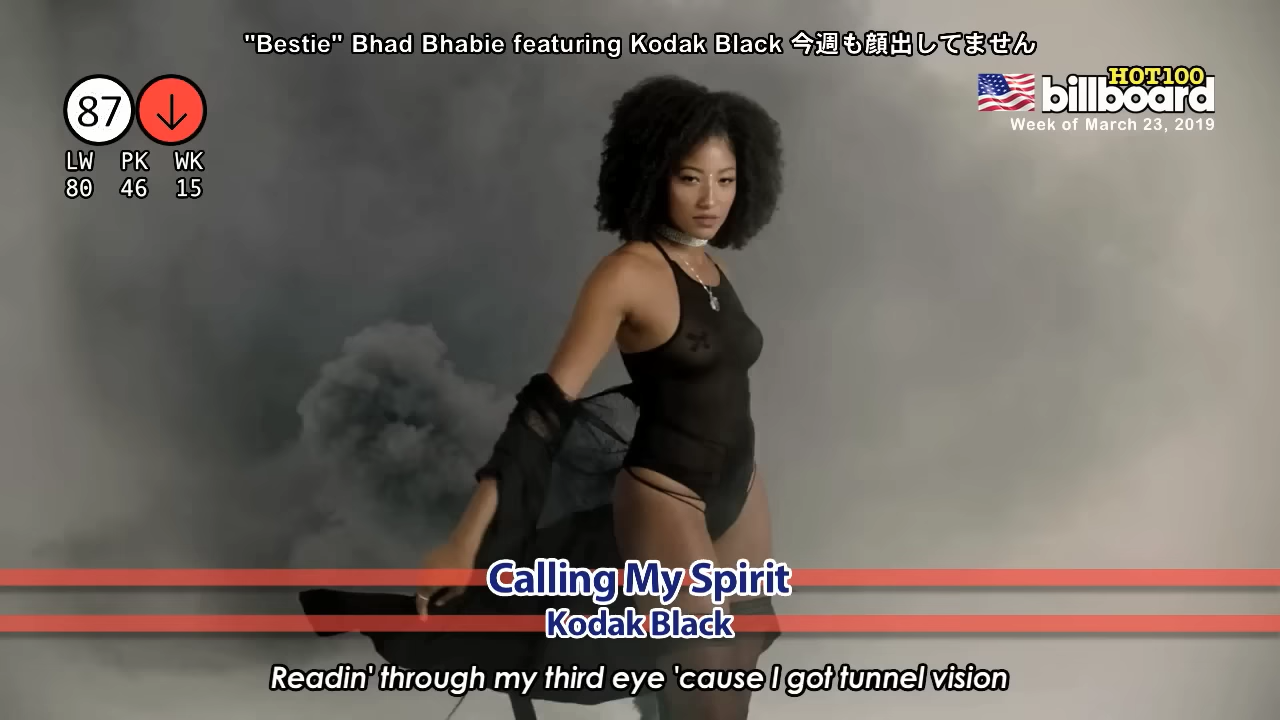 "Bestie" Bhad Bhabie featuring Kodak Black 今週も顔出してません
87 ↓
LW PK WK
80 46 15
HOT100
billboard
Week of March 23, 2019
Calling My Spirit
Kodak Black
Readin' through my third eye 'cause I got tunnel vision